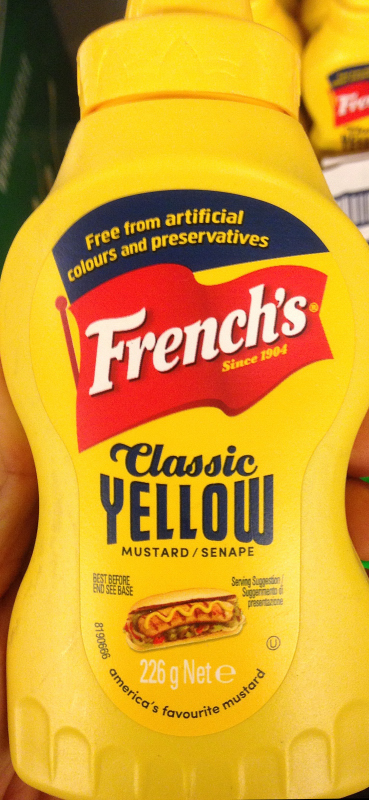 Free from artificial
colours and preservatives
French's®
Since 1904
Classic
YELLOW
MUSTARD/SENAPE
BEST BEFORE
END SEE BASE
Serving Suggestion/
Suggerimento di
presentazione
8190666
U
226 g Net e
america's favourite mustard
Fre